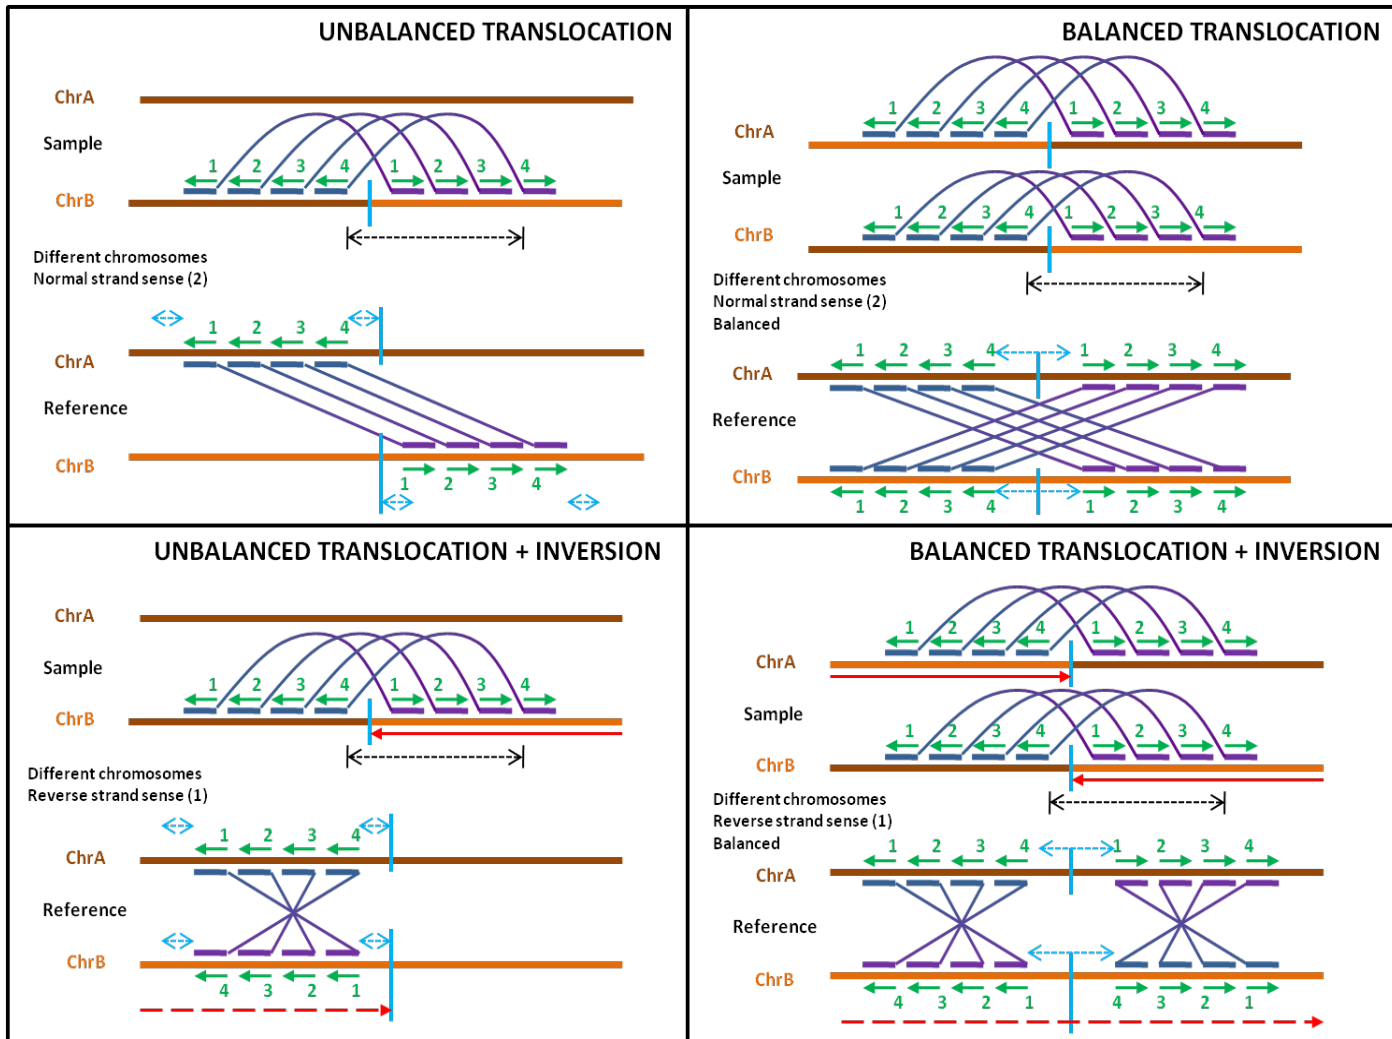 UNBALANCED TRANSLOCATION
ChrA
Sample
1 2 3 4 1 2 3 4
ChrB
Different chromosomes
Normal strand sense (2)
1 2 3 4
ChrA
Reference
ChrB
1 2 3 4
BALANCED TRANSLOCATION
1 2 3 4 1 2 3 4
ChrA
Sample
1 2 3 4 1 2 3 4
ChrB
Different chromosomes
Normal strand sense (2)
Balanced
1 2 3 4 1 2 3 4
ChrA
Reference
ChrB
1 2 3 4 1 2 3 4
UNBALANCED TRANSLOCATION + INVERSION
ChrA
Sample
1 2 3 4 1 2 3 4
ChrB
Different chromosomes
Reverse strand sense (1)
1 2 3 4
ChrA
Reference
ChrB
4 3 2 1
BALANCED TRANSLOCATION + INVERSION
1 2 3 4 1 2 3 4
ChrA
Sample
1 2 3 4 1 2 3 4
ChrB
Different chromosomes
Reverse strand sense (1)
Balanced
1 2 3 4 1 2 3 4
ChrA
Reference
ChrB
4 3 2 1 4 3 2 1